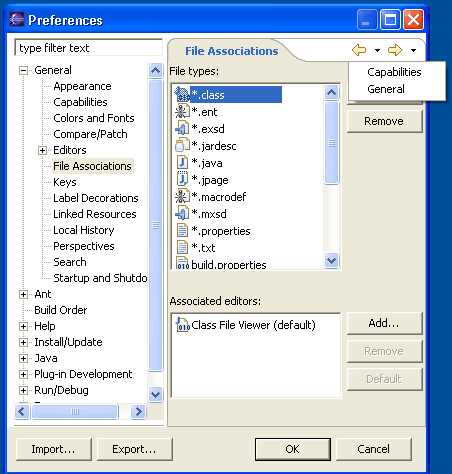 Preferences
type filter text
General
Appearance
Capabilities
Colors and Fonts
Compare/Patch
Editors
File Associations
Keys
Label Decorations
Linked Resources
Local History
Perspectives
Search
Startup and Shutdo
Ant
Build Order
Help
Install/Update
Java
Plug-in Development
Run/Debug
File Associations
Capabilities
General
File types:
*.class
*.ent
*.exsd
*.jardesc
*.java
*.jpage
*.macrodef
*.mxsd
*.properties
*.txt
build.properties
Remove
Associated editors:
Class File Viewer (default)
Add...
Remove
Default
Import...
Export...
OK
Cancel